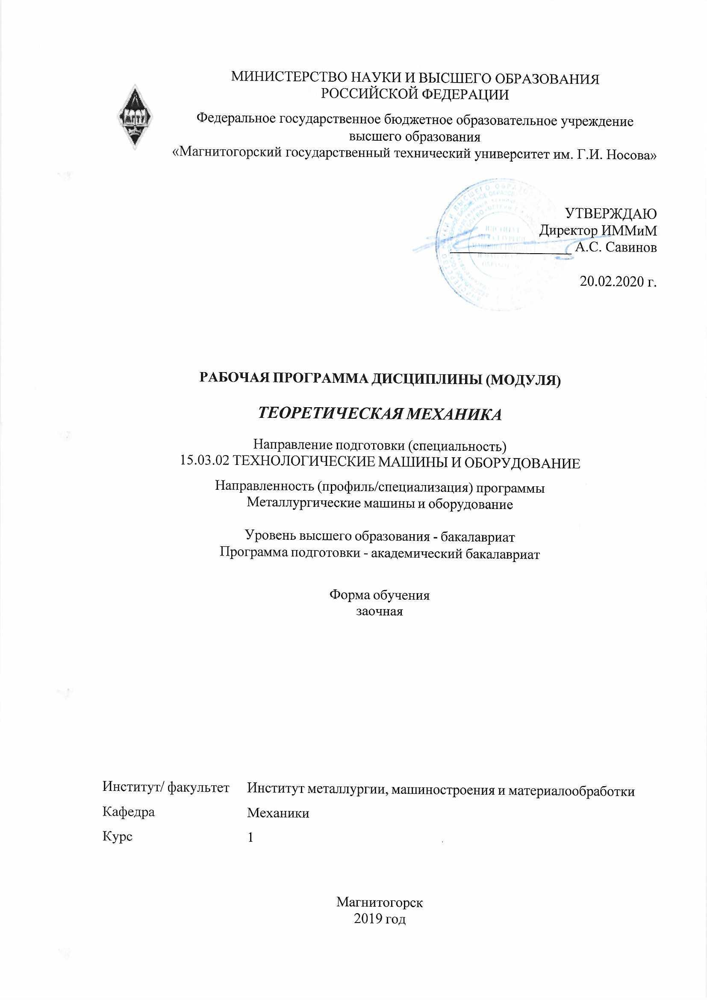 МИНИСТЕРСТВО НАУКИ И ВЫСШЕГО ОБРАЗОВАНИЯ
РОССИЙСКОЙ ФЕДЕРАЦИИ
Федеральное государственное бюджетное образовательное учреждение
высшего образования
«Магнитогорский государственный технический университет им. Г.И. Носова»
УТВЕРЖДАЮ
Директор ИММиМ
А.С. Савинов
20.02.2020 г.
РАБОЧАЯ ПРОГРАММА ДИСЦИПЛИНЫ (МОДУЛЯ)
ТЕОРЕТИЧЕСКАЯ МЕХАНИКА
Направление подготовки (специальность)
15.03.02 ТЕХНОЛОГИЧЕСКИЕ МАШИНЫ И ОБОРУДОВАНИЕ
Направленность (профиль/специализация) программы
Металлургические машины и оборудование
Уровень высшего образования - бакалавриат
Программа подготовки - академический бакалавриат
Форма обучения
заочная
Институт/ факультет Институт металлургии, машиностроения и материалообработки
Кафедра Механики
Курс 1
Магнитогорск
2019 год